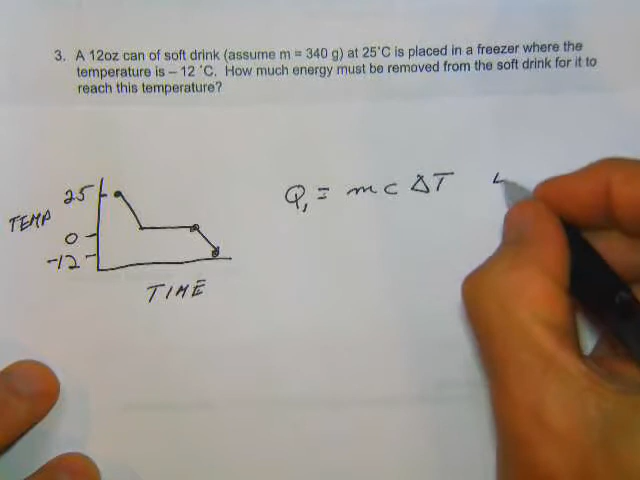 3. A 12oz can of soft drink (assume m = 340 g) at 25˚C is placed in a freezer where the
temperature is – 12 ˚C. How much energy must be removed from the soft drink for it to
reach this temperature?
Q₁ = mcΔT
25
TEMP
0
-12
TIME